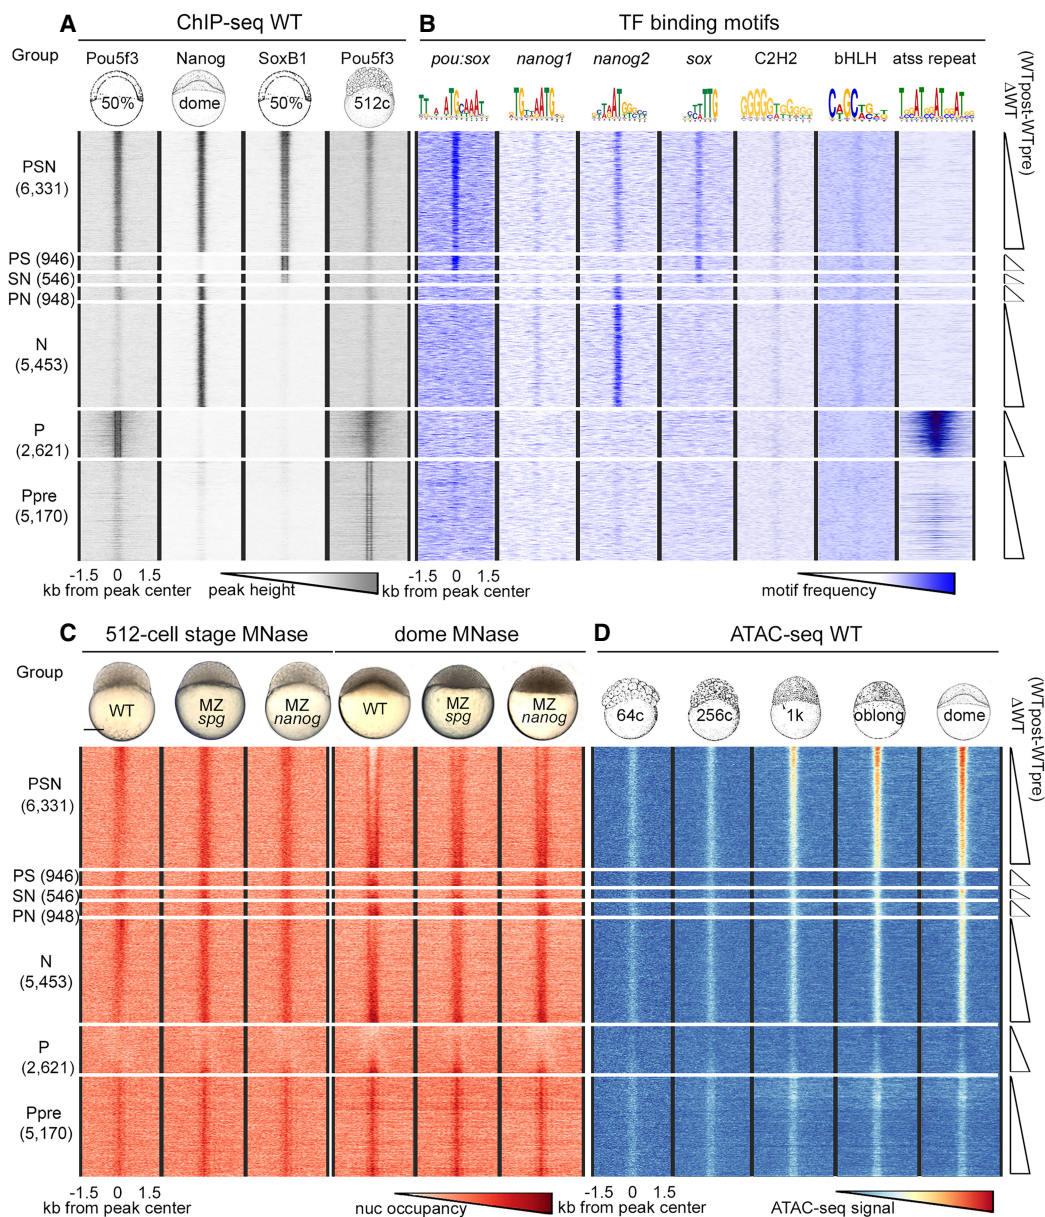 A ChIP-seq WT
Group
Pou5f3 Nanog SoxB1 Pou5f3
50% dome 50% 512c
PSN
(6,331)
PS (946)
SN (546)
PN (948)
N
(5,453)
P
(2,621)
Ppre
(5,170)
-1.5 0 1.5
kb from peak center
peak height
B TF binding motifs
pou:sox nanog1 nanog2 sox C2H2 bHLH atss repeat
ΔWT
(WTpost-WTpre)
-1.5 0 1.5
kb from peak center
motif frequency
C 512-cell stage MNase dome MNase
Group
WT MZ spg MZ nanog WT MZ spg MZ nanog
PSN
(6,331)
PS (946)
SN (546)
PN (948)
N
(5,453)
P
(2,621)
Ppre
(5,170)
-1.5 0 1.5
kb from peak center
nuc occupancy
D ATAC-seq WT
64c 256c 1k oblong dome
ΔWT
(WTpost-WTpre)
-1.5 0 1.5
kb from peak center
ATAC-seq signal